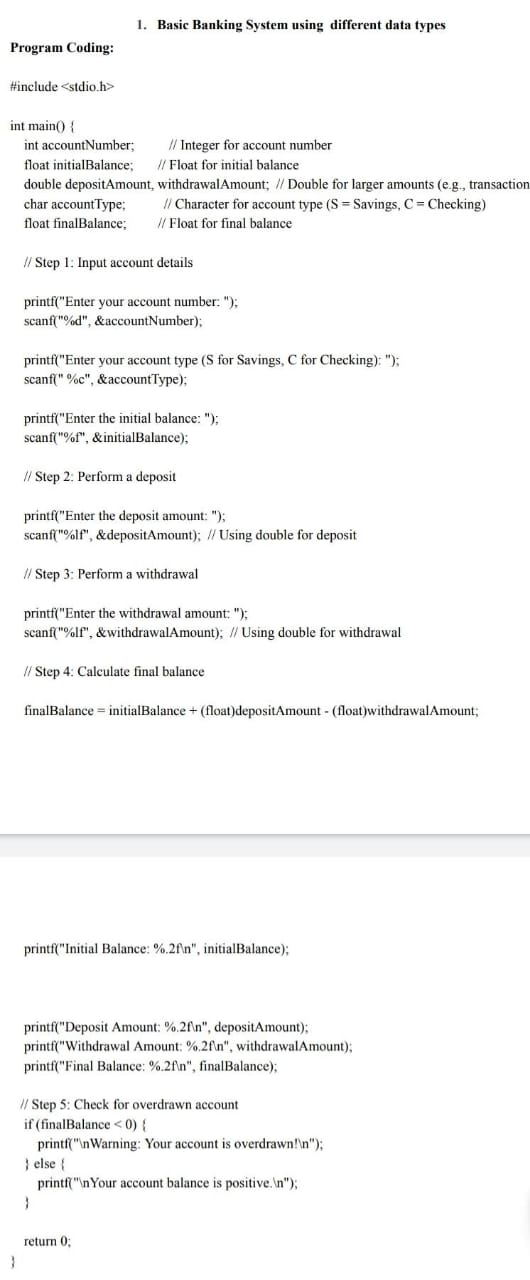 1. Basic Banking System using different data types
Program Coding:
#include <stdio.h>
int main() {
int accountNumber; // Integer for account number
float initialBalance; // Float for initial balance
double depositAmount, withdrawalAmount; // Double for larger amounts (e.g., transaction
char accountType; // Character for account type (S = Savings, C = Checking)
float finalBalance; // Float for final balance
// Step 1: Input account details
printf("Enter your account number: ");
scanf("%d", &accountNumber);
printf("Enter your account type (S for Savings, C for Checking): ");
scanf(" %c", &accountType);
printf("Enter the initial balance: ");
scanf("%f", &initialBalance);
// Step 2: Perform a deposit
printf("Enter the deposit amount: ");
scanf("%lf", &depositAmount); // Using double for deposit
// Step 3: Perform a withdrawal
printf("Enter the withdrawal amount: ");
scanf("%lf", &withdrawalAmount); // Using double for withdrawal
// Step 4: Calculate final balance
finalBalance = initialBalance + (float)depositAmount - (float)withdrawalAmount;
printf("Initial Balance: %.2f\n", initialBalance);
printf("Deposit Amount: %.2f\n", depositAmount);
printf("Withdrawal Amount: %.2f\n", withdrawalAmount);
printf("Final Balance: %.2f\n", finalBalance);
// Step 5: Check for overdrawn account
if (finalBalance < 0) {
printf("\nWarning: Your account is overdrawn!\n");
} else {
printf("\nYour account balance is positive.\n");
}
return 0;
}